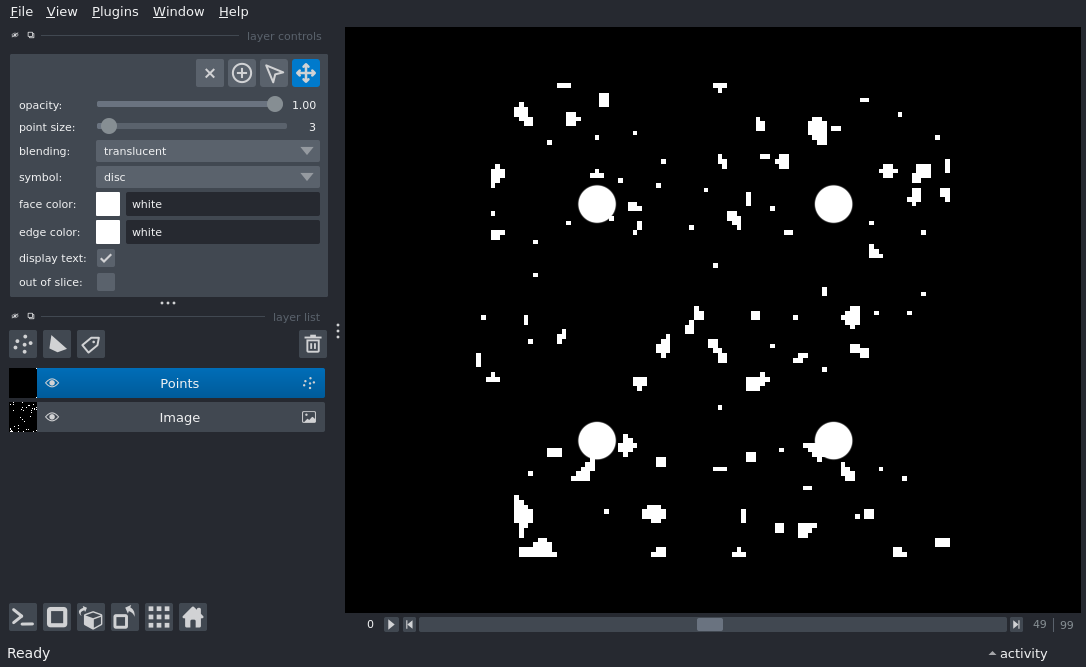 File View Plugins Window Help
layer controls
opacity: 1.00
point size: 3
blending: translucent
symbol: disc
face color: white
edge color: white
display text:
out of slice:
layer list
Points
Image
0 49 | 99
Ready activity